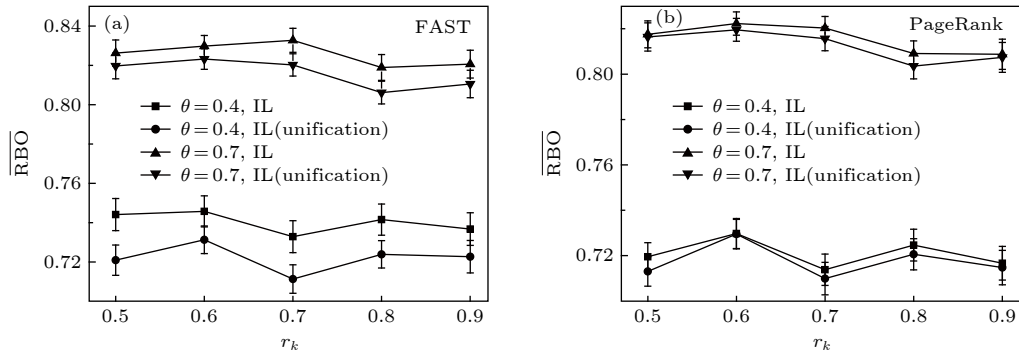 (a)
FAST
0.84
0.80
0.76
0.72
RBO
θ=0.4, IL
θ=0.4, IL(unification)
θ=0.7, IL
θ=0.7, IL(unification)
0.5 0.6 0.7 0.8 0.9
r_k
(b)
PageRank
0.80
0.76
0.72
RBO
θ=0.4, IL
θ=0.4, IL(unification)
θ=0.7, IL
θ=0.7, IL(unification)
0.5 0.6 0.7 0.8 0.9
r_k